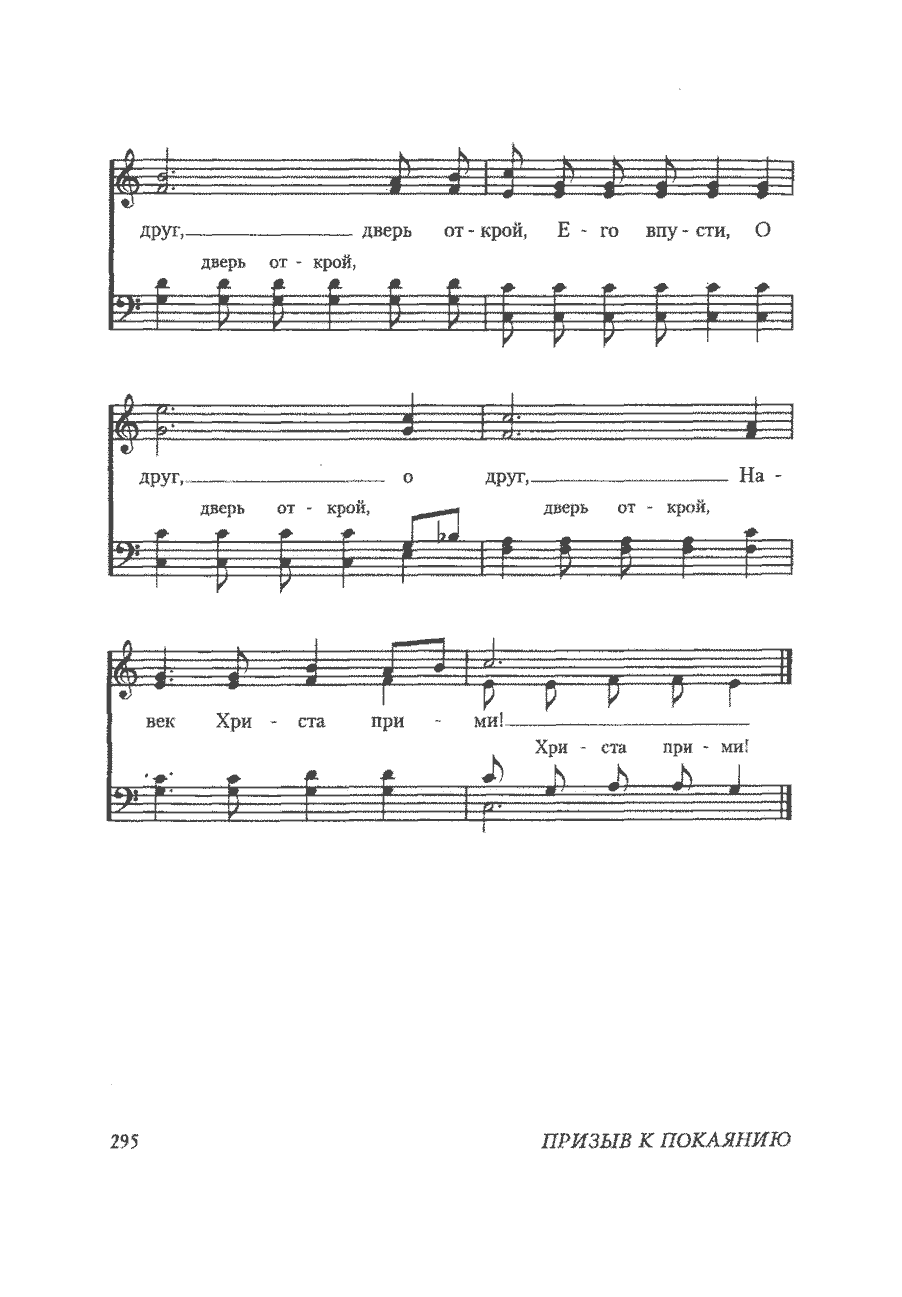 друг, дверь от - крой, Е - го впу - сти, О
дверь от - крой,
друг, о друг, На -
дверь от - крой, дверь от - крой,
век Хри - ста при - ми!
Хри - ста при - ми!
295 ПРИЗЫВ К ПОКАЯНИЮ